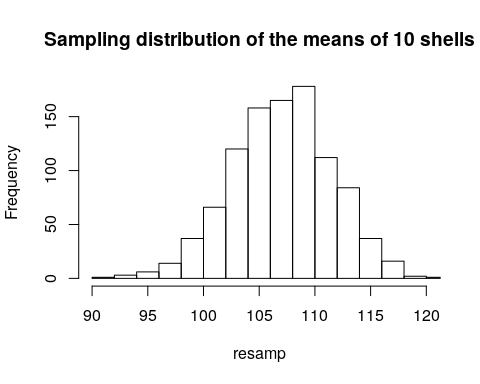 Sampling distribution of the means of 10 shells
Frequency
150
100
50
0
90 95 100 105 110 115 120
resamp